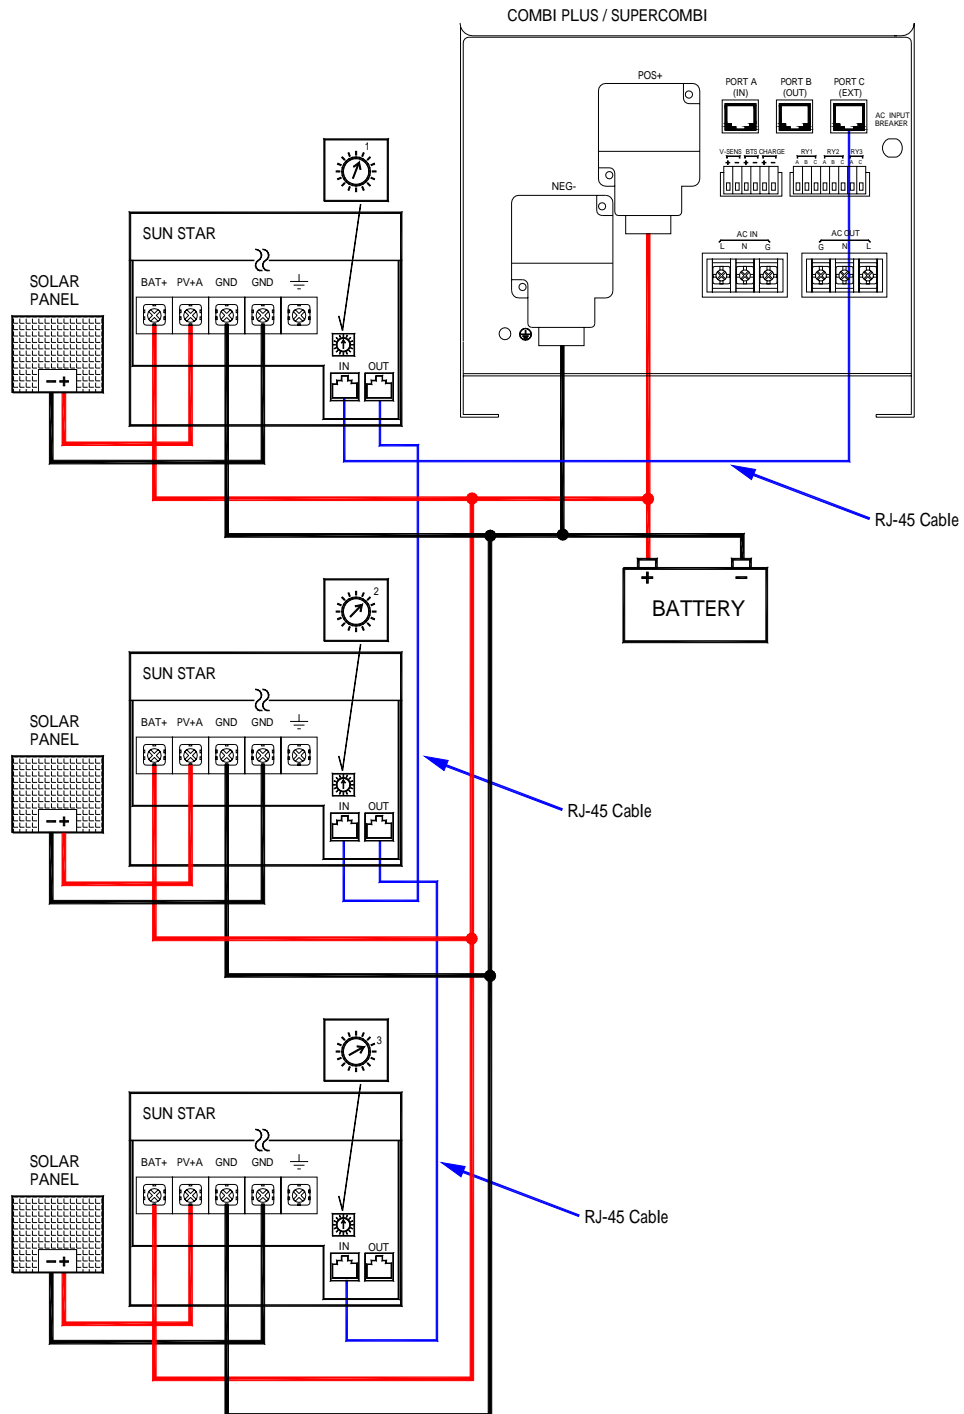 COMBI PLUS / SUPERCOMBI
POS+
NEG-
PORT A
(IN)
PORT B
(OUT)
PORT C
(EXT)
AC INPUT
BREAKER
V-SENS BTS CHARGE
+ - + - + -
RY1 RY2 RY3
A B C A B C A C
AC IN
L N G
AC OUT
G N L
1
SUN STAR
BAT+ PV+A GND GND
IN OUT
SOLAR
PANEL
- +
RJ-45 Cable
+ -
BATTERY
2
SUN STAR
BAT+ PV+A GND GND
IN OUT
SOLAR
PANEL
- +
RJ-45 Cable
3
SUN STAR
BAT+ PV+A GND GND
IN OUT
SOLAR
PANEL
- +
RJ-45 Cable